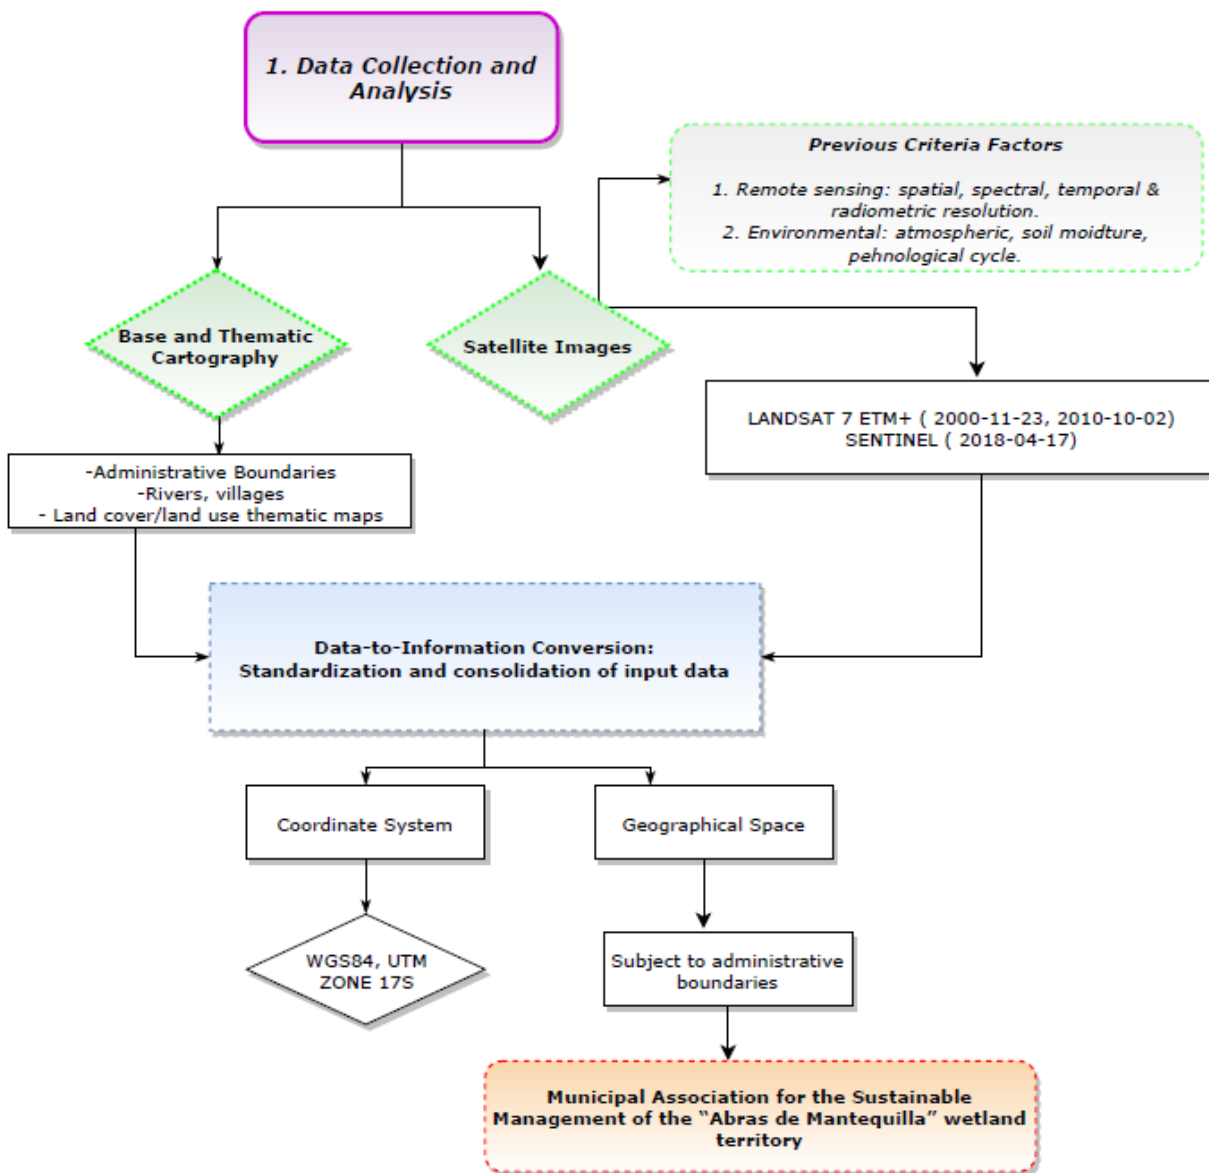 1. Data Collection and
Analysis
Previous Criteria Factors
1. Remote sensing: spatial, spectral, temporal &
radiometric resolution.
2. Environmental: atmospheric, soil moidture,
pehnological cycle.
Base and Thematic
Cartography
Satellite Images
LANDSAT 7 ETM+ ( 2000-11-23, 2010-10-02)
SENTINEL ( 2018-04-17)
-Administrative Boundaries
-Rivers, villages
- Land cover/land use thematic maps
Data-to-Information Conversion:
Standardization and consolidation of input data
Coordinate System
Geographical Space
WGS84, UTM
ZONE 17S
Subject to administrative
boundaries
Municipal Association for the Sustainable
Management of the “Abras de Mantequilla” wetland
territory